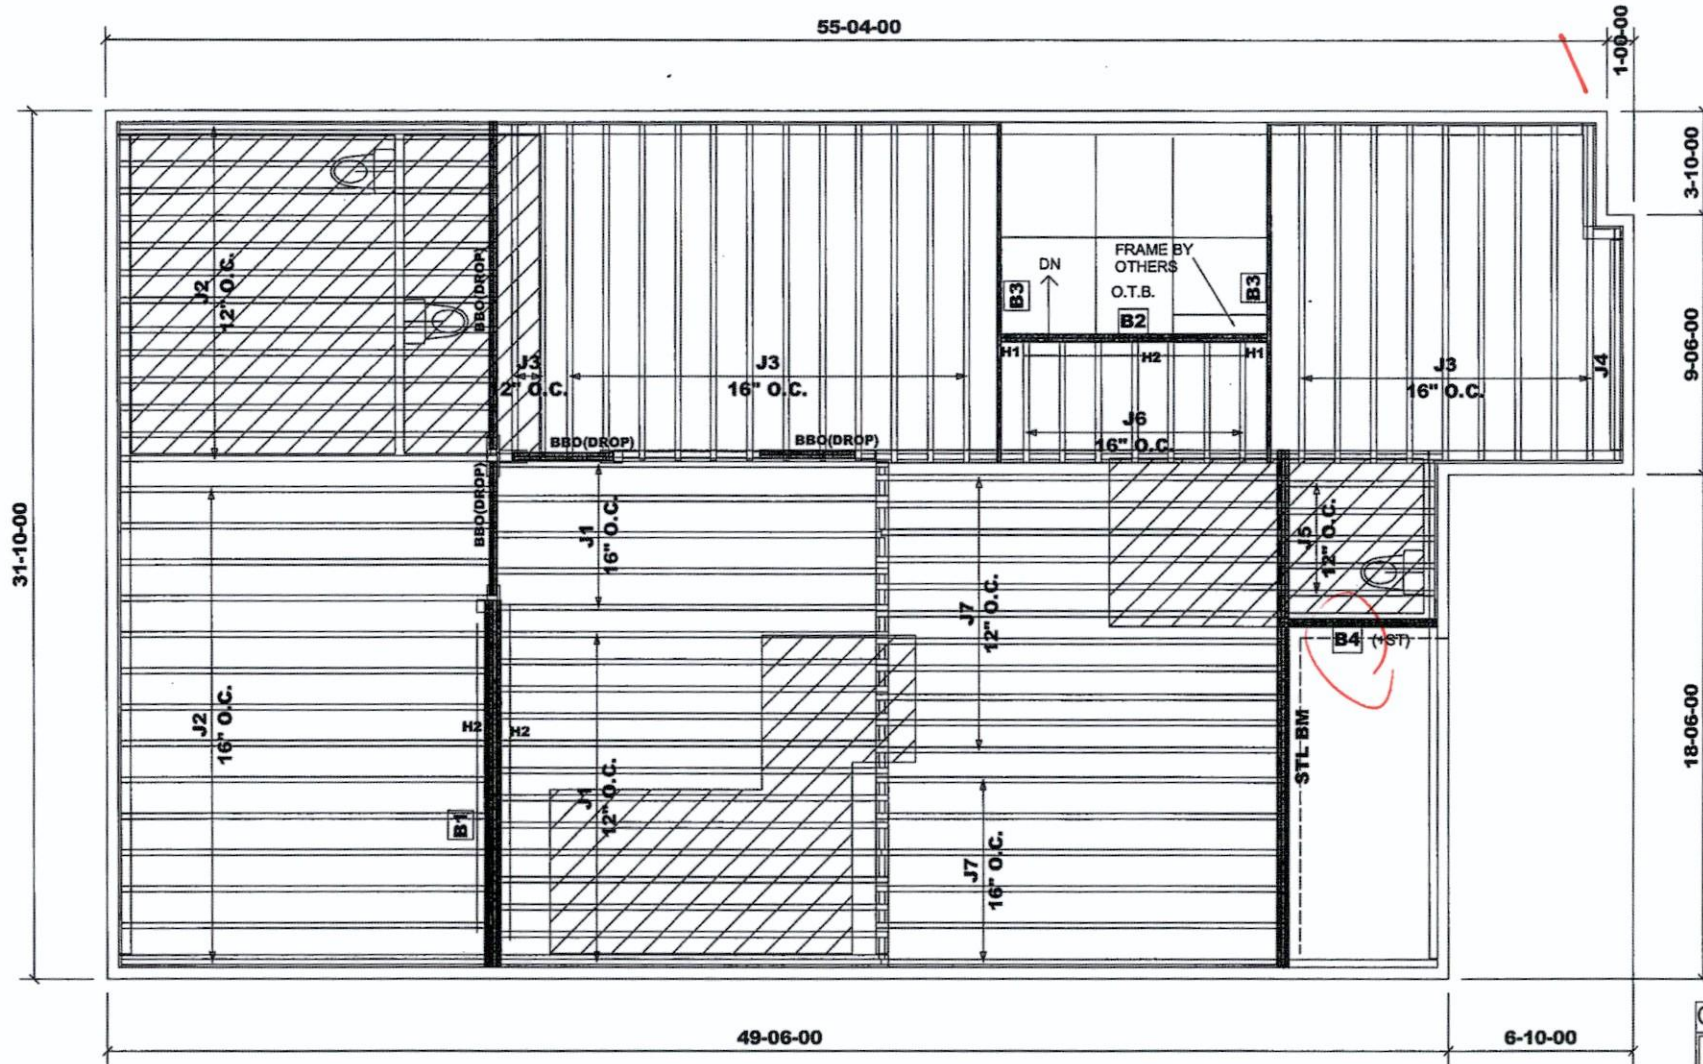 55-04-00
1-00-00
3-10-00
9-06-00
18-06-00
31-10-00
49-06-00
6-10-00
J2
12" O.C.
BBO(DROP)
J3
2" O.C.
J3
16" O.C.
BBO(DROP)
BBO(DROP)
DN
FRAME BY
OTHERS
O.T.B.
B3
B3
B2
H1
H2
H1
J6
16" O.C.
J3
16" O.C.
J4
BBO(DROP)
J1
16" O.C.
J7
12" O.C.
J5
12" O.C.
B4 (+ST)
STL BM
J2
16" O.C.
H2
H2
B1
J1
12" O.C.
J7
16" O.C.